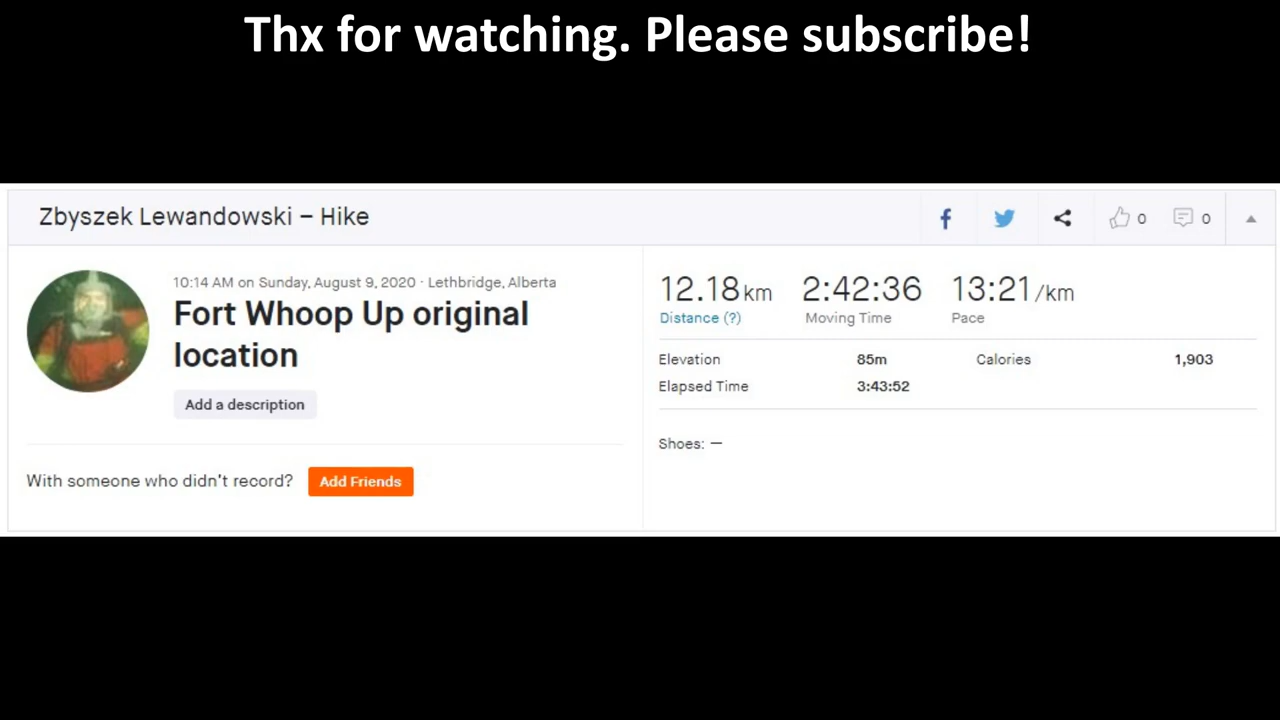 Thx for watching. Please subscribe!
Zbyszek Lewandowski – Hike
0
0
10:14 AM on Sunday, August 9, 2020 · Lethbridge, Alberta
Fort Whoop Up original
location
Add a description
With someone who didn't record? Add Friends
12.18 km 2:42:36 13:21 /km
Distance (?) Moving Time Pace
Elevation 85m Calories 1,903
Elapsed Time 3:43:52
Shoes: —